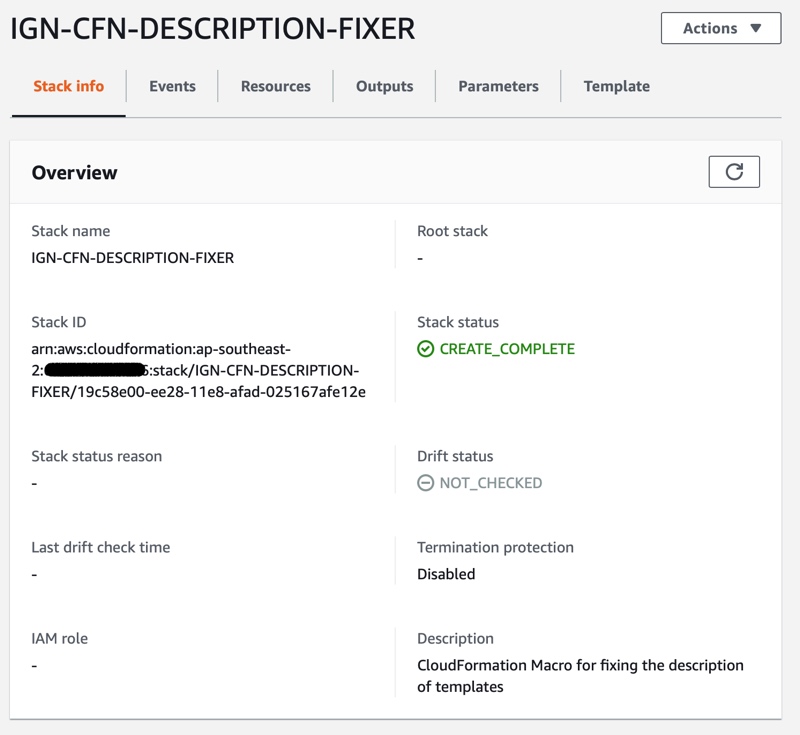 IGN-CFN-DESCRIPTION-FIXER
Actions
Stack info
Events
Resources
Outputs
Parameters
Template
Overview
Stack name
IGN-CFN-DESCRIPTION-FIXER
Root stack
-
Stack ID
arn:aws:cloudformation:ap-southeast-
2::stack/IGN-CFN-DESCRIPTION-
FIXER/19c58e00-ee28-11e8-afad-025167afe12e
Stack status
CREATE_COMPLETE
Stack status reason
-
Drift status
NOT_CHECKED
Last drift check time
-
Termination protection
Disabled
IAM role
-
Description
CloudFormation Macro for fixing the description
of templates